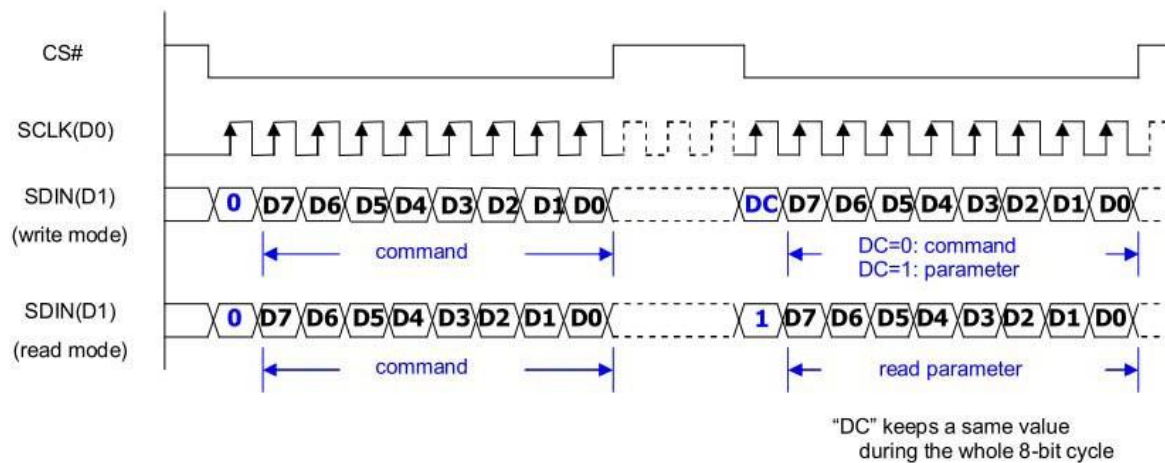 CS#
SCLK(D0)
SDIN(D1)
(write mode)
0 D7 D6 D5 D4 D3 D2 D1 D0
DC D7 D6 D5 D4 D3 D2 D1 D0
command
DC=0: command
DC=1: parameter
SDIN(D1)
(read mode)
0 D7 D6 D5 D4 D3 D2 D1 D0
1 D7 D6 D5 D4 D3 D2 D1 D0
command
read parameter
“DC” keeps a same value
during the whole 8-bit cycle